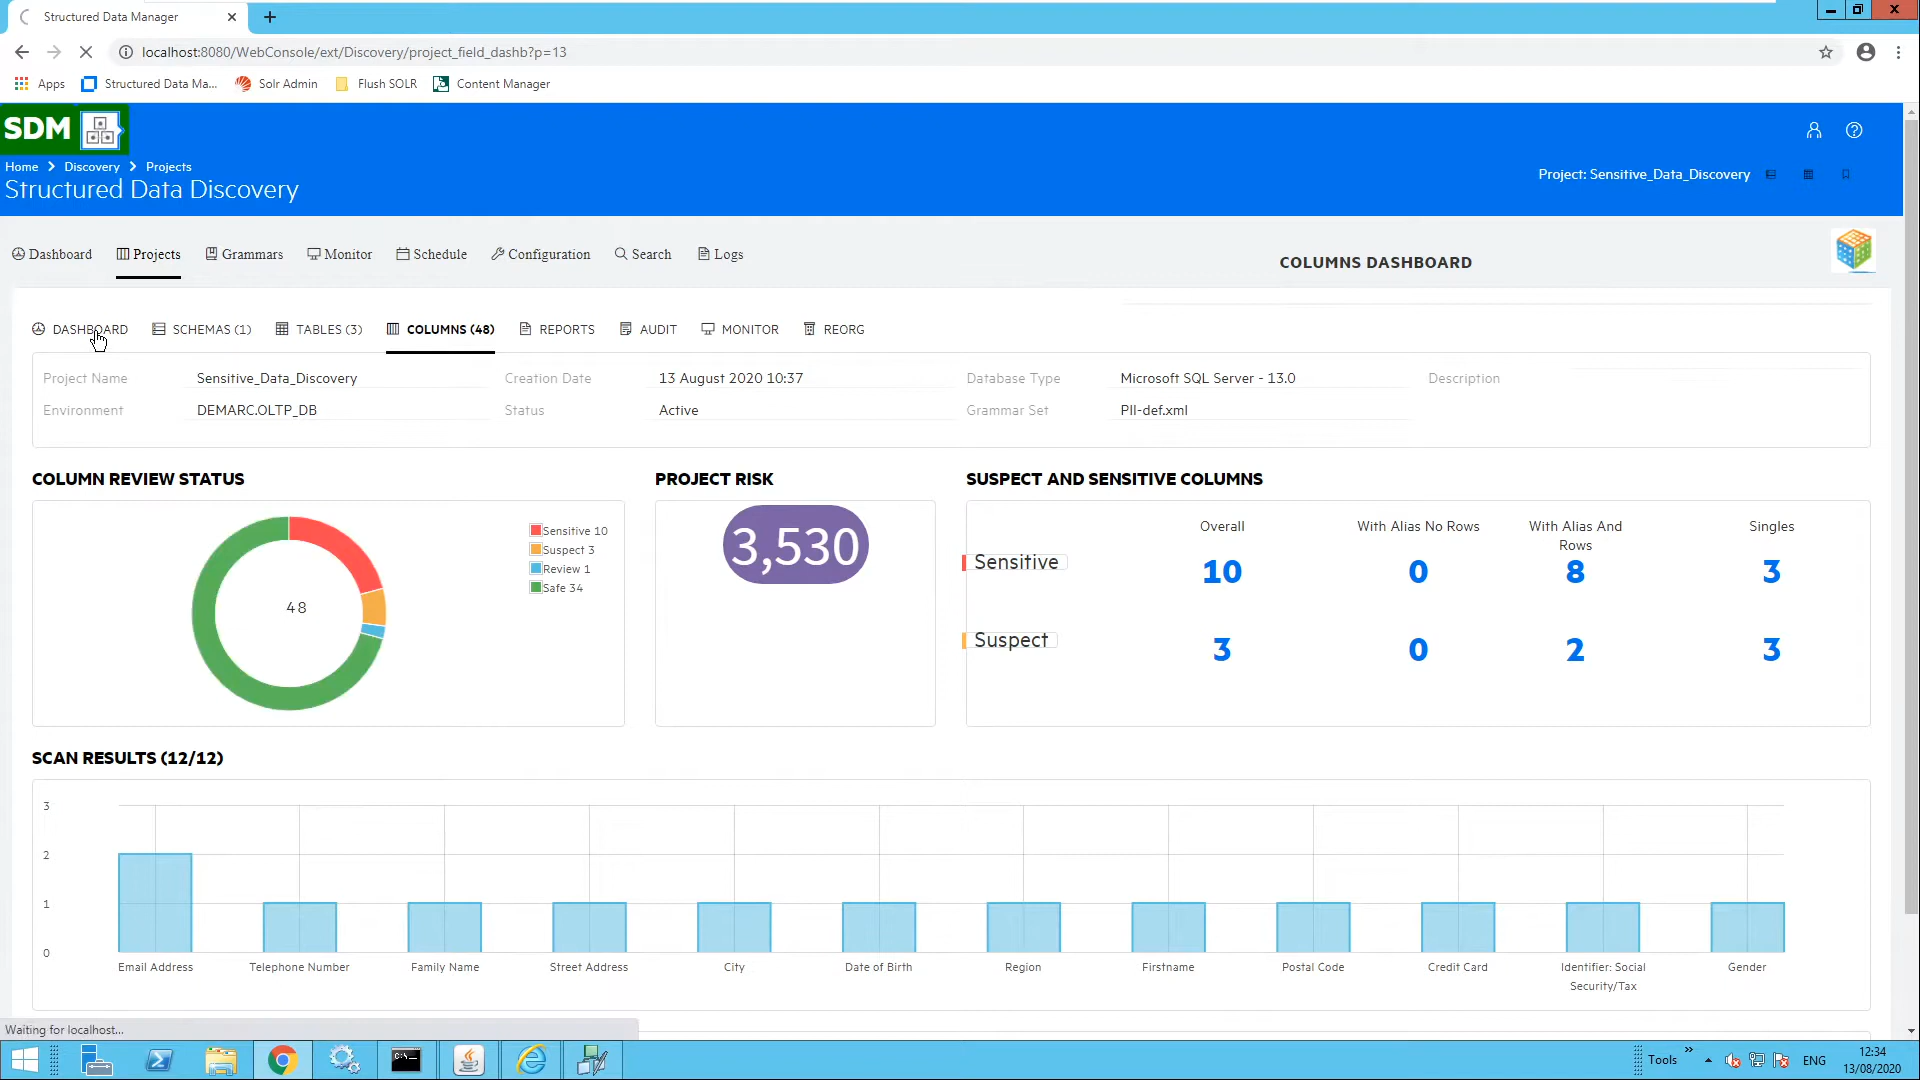 Structured Data Manager
localhost:8080/WebConsole/ext/Discovery/project_field_dashb?p=13
Apps Structured Data Ma... Solr Admin Flush SOLR Content Manager
SDM
Home > Discovery > Projects
Structured Data Discovery
Project: Sensitive_Data_Discovery
Dashboard Projects Grammars Monitor Schedule Configuration Search Logs
COLUMNS DASHBOARD
DASHBOARD SCHEMAS (1) TABLES (3) COLUMNS (48) REPORTS AUDIT MONITOR REORG
Project Name Sensitive_Data_Discovery Creation Date 13 August 2020 10:37 Database Type Microsoft SQL Server - 13.0 Description
Environment DEMARC.OLTP_DB Status Active Grammar Set PII-def.xml
COLUMN REVIEW STATUS
48
Sensitive 10
Suspect 3
Review 1
Safe 34
PROJECT RISK
3,530
SUSPECT AND SENSITIVE COLUMNS
Overall With Alias No Rows With Alias And Rows Singles
Sensitive 10 0 8 3
Suspect 3 0 2 3
SCAN RESULTS (12/12)
3
2
1
0
Email Address Telephone Number Family Name Street Address City Date of Birth Region Firstname Postal Code Credit Card Identifier: Social Security/Tax Gender
Waiting for localhost...
Tools » ENG 12:34
13/08/2020